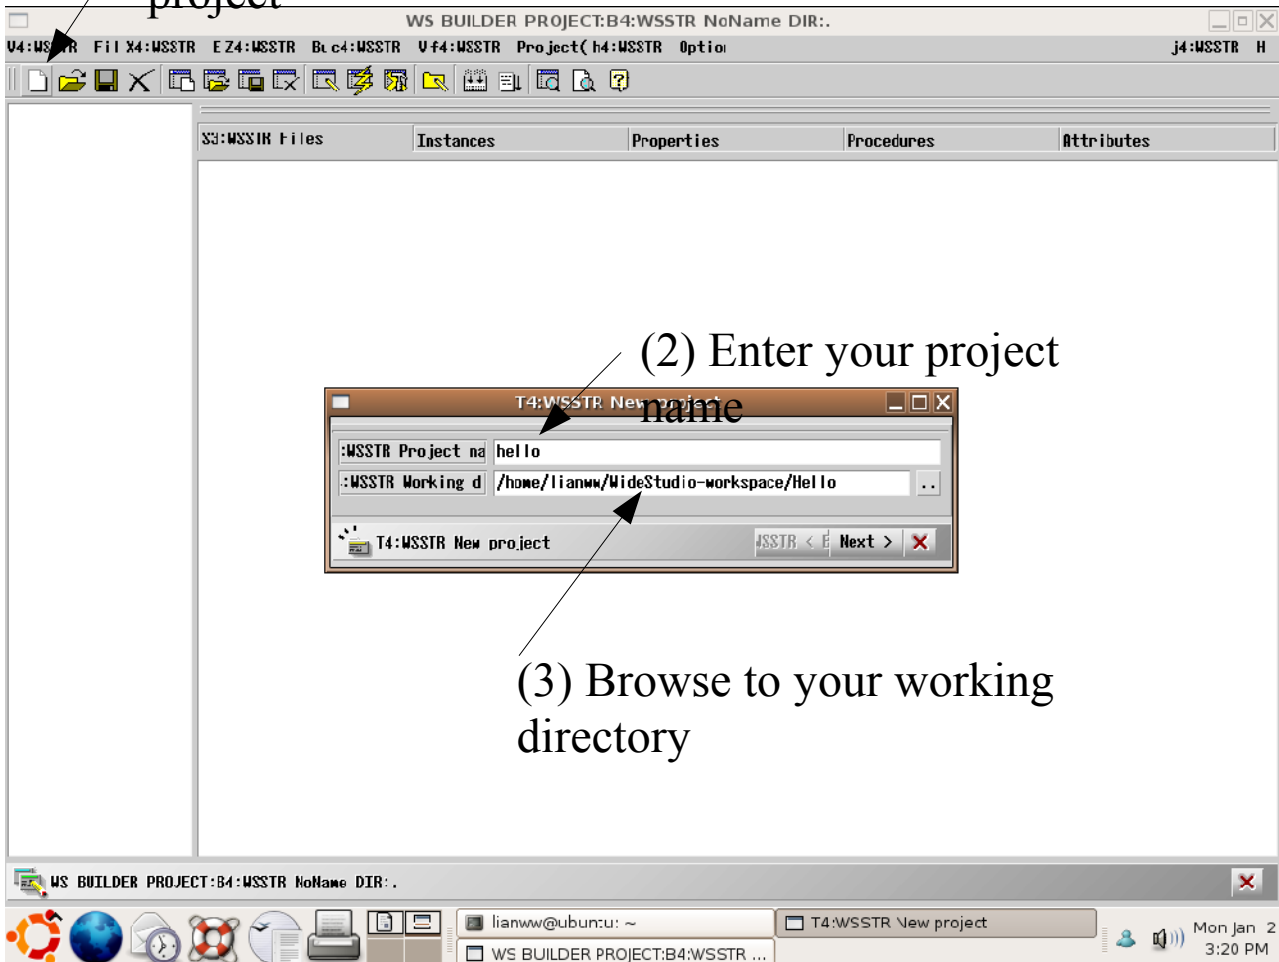 project
WS BUILDER PROJECT:B4:WSSTR NoName DIR:.
V4:WSSTR Fil X4:WSSTR E Z4:WSSTR Bu c4:WSSTR V f4:WSSTR Project( h4:WSSTR Option
j4:WSSTR H
S3:WSSTR Files Instances Properties Procedures Attributes
(2) Enter your project
name
T4:WSSTR New project
:WSSTR Project na hello
:WSSTR Working d /home/lianww/WideStudio-workspace/Hello ..
T4:WSSTR New project WSSTR < B Next >
(3) Browse to your working
directory
WS BUILDER PROJECT:B4:WSSTR NoName DIR:.
lianww@ubuntu: ~ T4:WSSTR New project
WS BUILDER PROJECT:B4:WSSTR ...
Mon Jan 2
3:20 PM